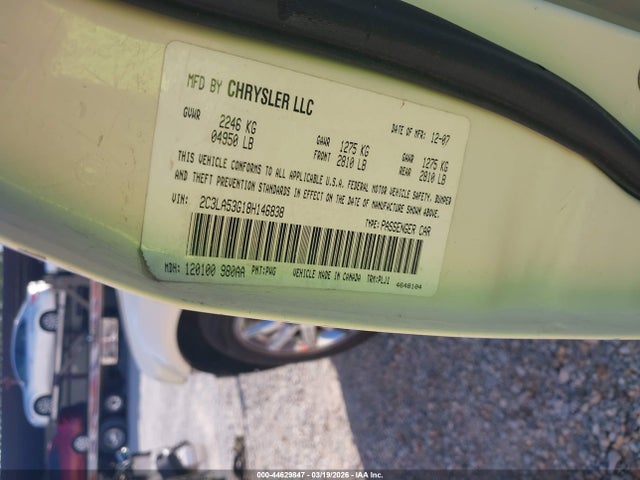 MFD BY CHRYSLER LLC
DATE OF MFR: 12-07
GVWR 2246 KG 04950 LB
GAWR FRONT 1275 KG 2810 LB
GAWR REAR 1275 KG 2810 LB
THIS VEHICLE CONFORMS TO ALL APPLICABLE U.S.A. FEDERAL MOTOR VEHICLE SAFETY, BUMPER
AND THEFT PREVENTION STANDARDS IN EFFECT ON THE DATE OF MANUFACTURE SHOWN ABOVE.
VIN: 2C3LA53G18H146838 TYPE: PASSENGER CAR
MDH: 120100 980AA PNT:PWG VEHICLE MADE IN CANADA TRM:PLJ1 4648104
000-44629847 - 03/19/2026 - IAA Inc.